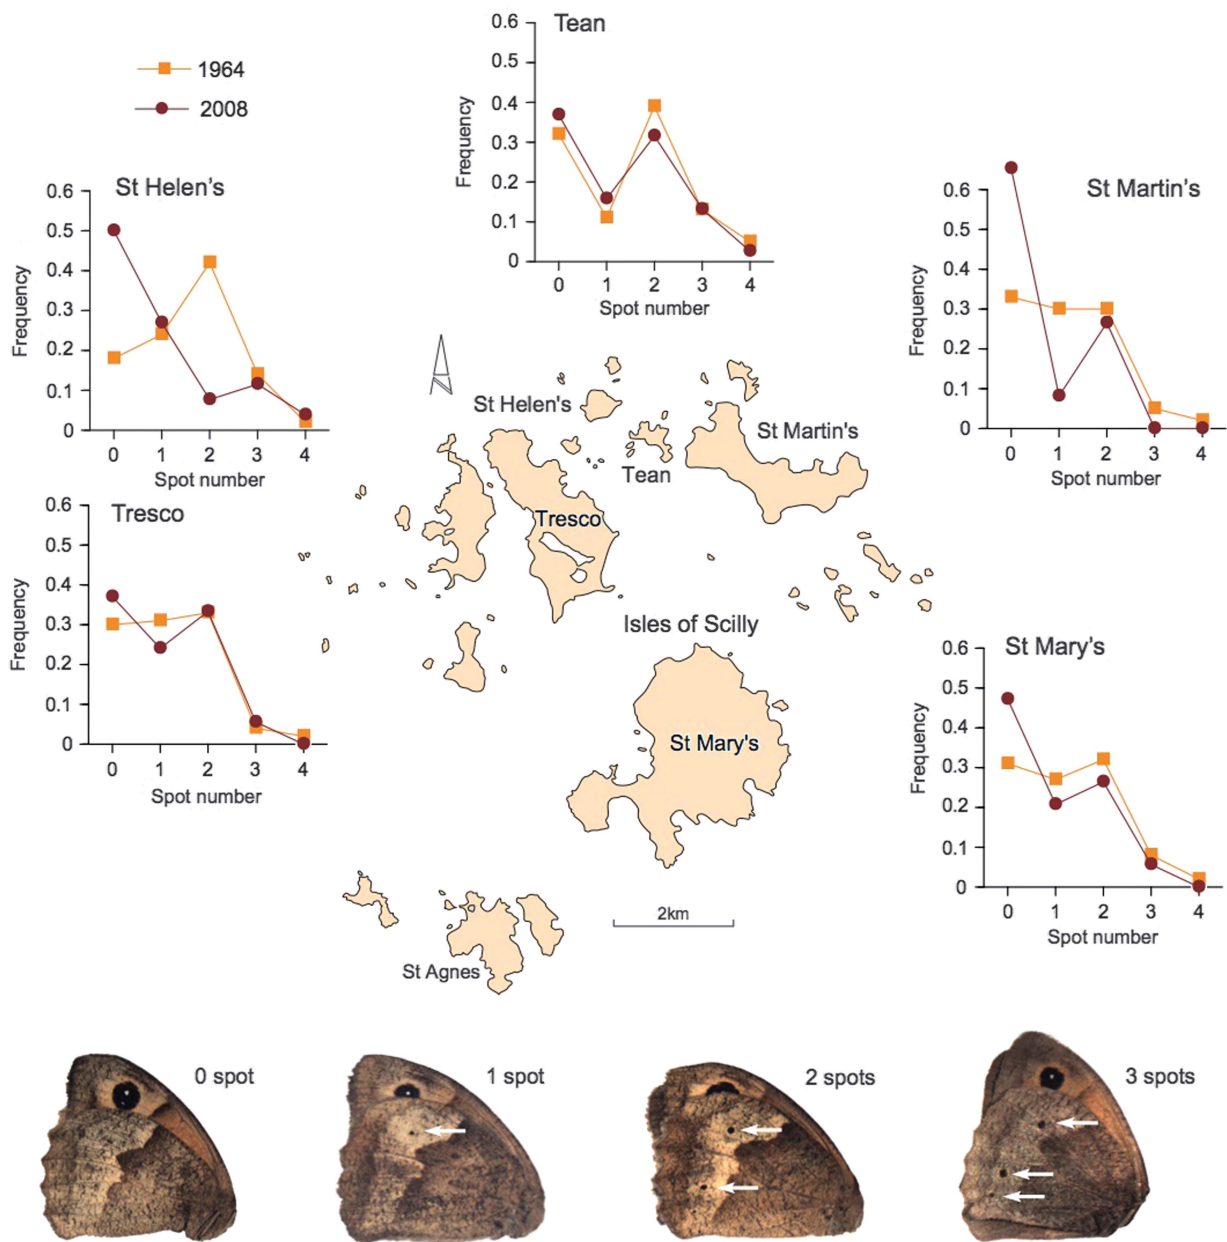 1964
2008
Tean
0.6
0.5
0.4
0.3
0.2
0.1
0
Frequency
0 1 2 3 4
Spot number
St Helen's
0.6
0.5
0.4
0.3
0.2
0.1
0
Frequency
0 1 2 3 4
Spot number
St Martin's
0.6
0.5
0.4
0.3
0.2
0.1
0
Frequency
0 1 2 3 4
Spot number
Tresco
0.6
0.5
0.4
0.3
0.2
0.1
0
Frequency
0 1 2 3 4
Spot number
St Helen's
St Martin's
Tean
Tresco
Isles of Scilly
St Mary's
2km
St Agnes
St Mary's
0.6
0.5
0.4
0.3
0.2
0.1
0
Frequency
0 1 2 3 4
Spot number
0 spot
1 spot
2 spots
3 spots